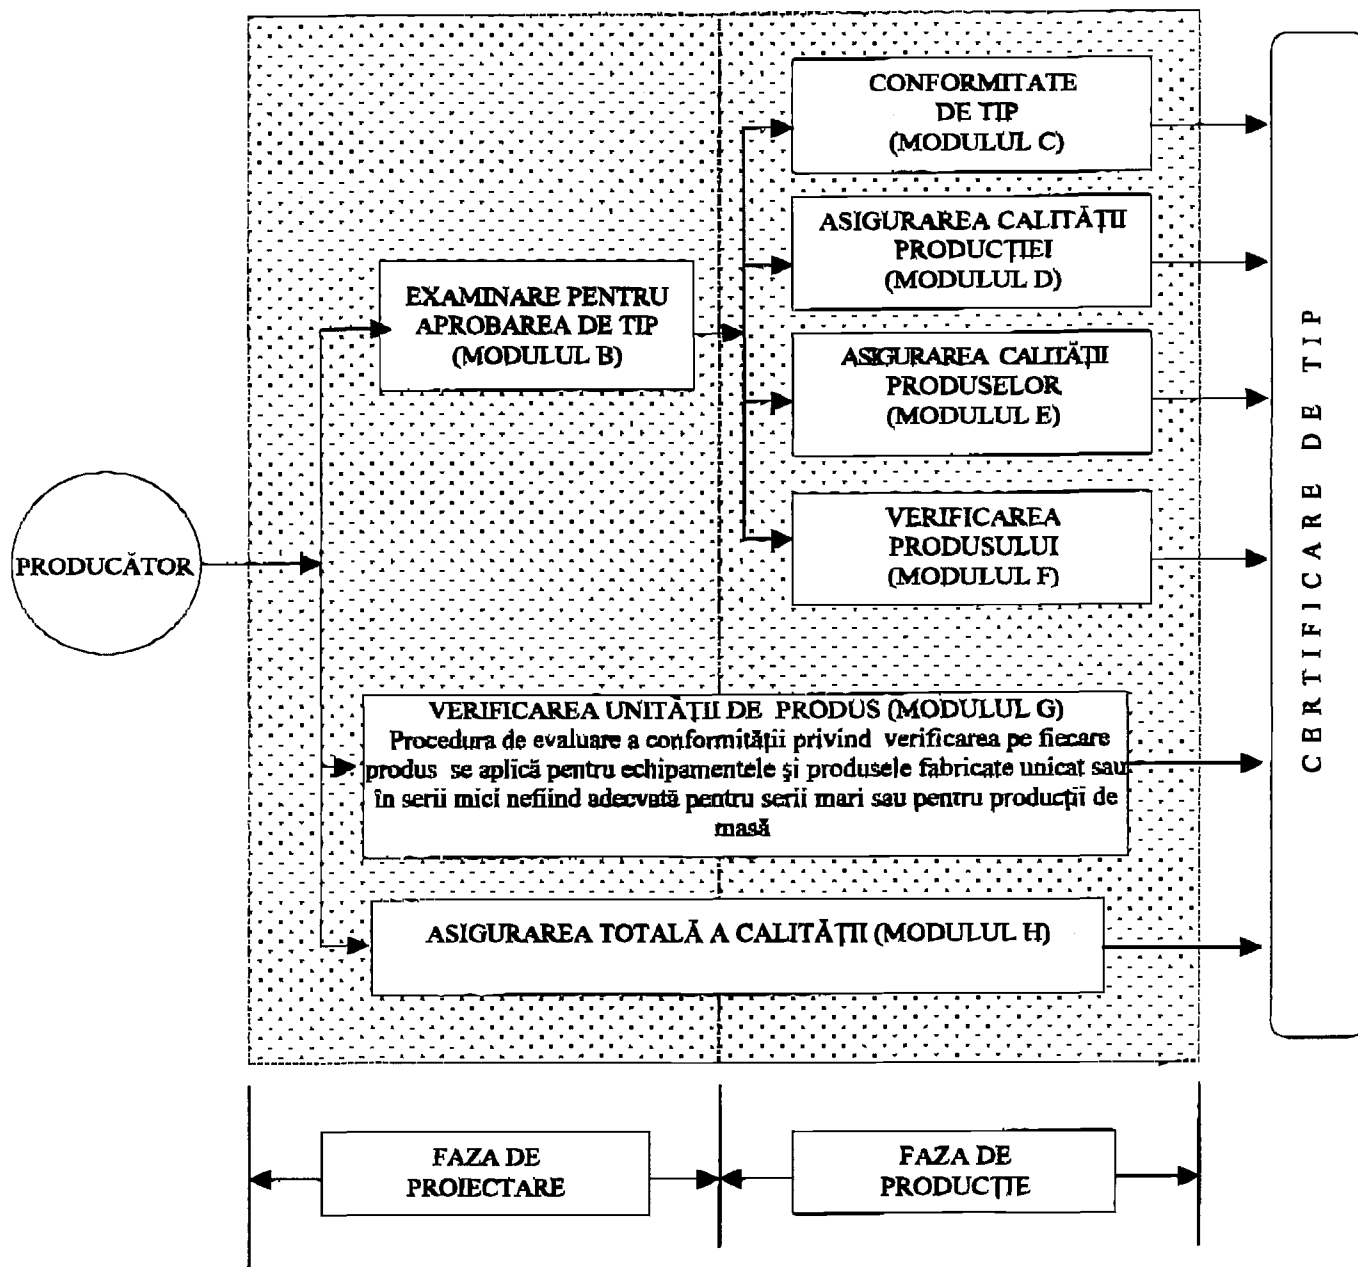 CONFORMITATE
DE TIP
(MODULUL C)
ASIGURAREA CALITĂȚII
PRODUCȚIEI
(MODULUL D)
EXAMINARE PENTRU
APROBAREA DE TIP
(MODULUL B)
ASIGURAREA CALITĂȚII
PRODUSELOR
(MODULUL E)
VERIFICAREA
PRODUSULUI
(MODULUL F)
PRODUCĂTOR
VERIFICAREA UNITĂȚII DE PRODUS (MODULUL G)
Procedura de evaluare a conformității privind verificarea pe fiecare
produs se aplică pentru echipamentele și produsele fabricate unicat sau
în serii mici nefiind adecvată pentru serii mari sau pentru producții de
masă
ASIGURAREA TOTALĂ A CALITĂȚII (MODULUL H)
CERTIFICARE DE TIP
FAZA DE
PROIECTARE
FAZA DE
PRODUCȚIE